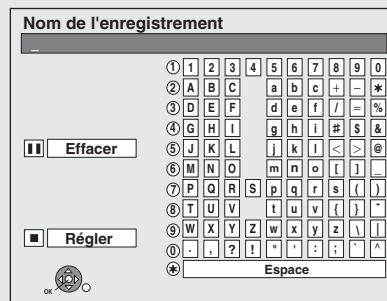 Nom de l'enregistrement
_
① 1 2 3 4 5 6 7 8 9 0
② A B C a b c + - *
③ D E F d e f / = %
④ G H I g h i # $ &
⑤ J K L j k l < > @
⑥ M N O m n o [ ] _
⑦ P Q R S p q r s ( )
⑧ T U V t u v { } -
⑨ W X Y Z w x y z \ |
⓪ . , ? ! " ' : ; ` ^
✱ Espace
Effacer
Régler
OK